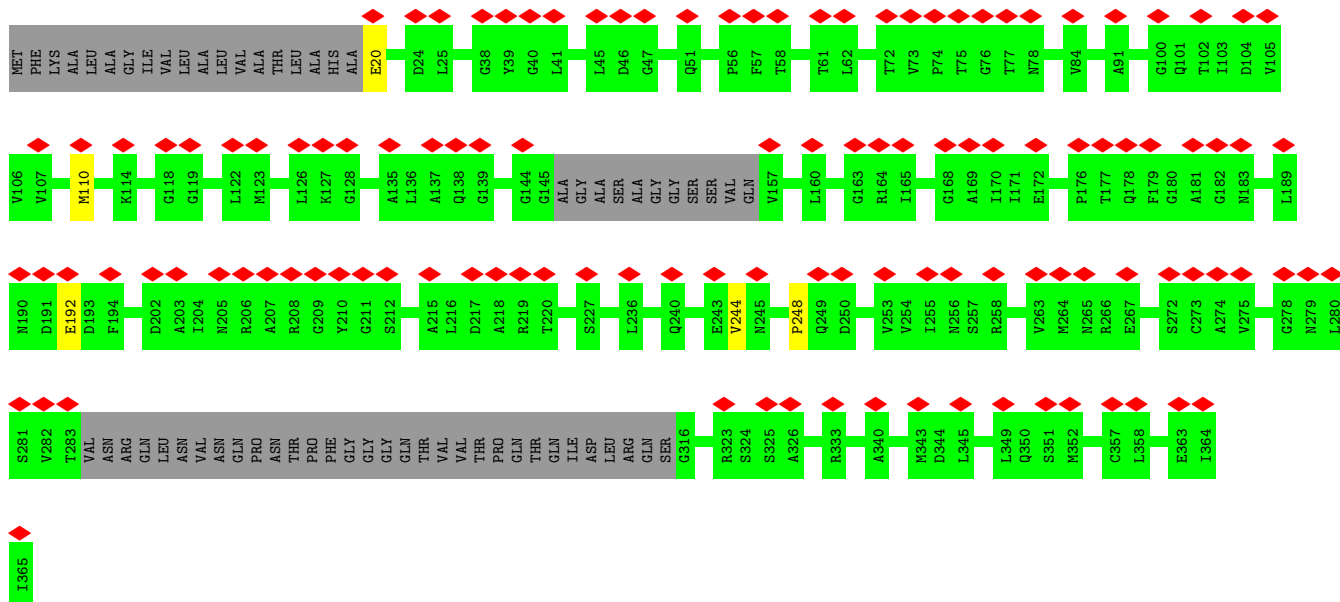 MET PHE LYS ALA LEU LEU ALA GLY ILE VAL LEU ALA LEU VAL ALA THR LEU ALA HIS ALA E20 D24 L25 G38 Y39 G40 L41 L45 D46 G47 Q51 P56 F57 T58 T61 L62 T72 V73 P74 T75 G76 T77 N78 V84 A91 G100 Q101 T102 I103 D104 V105
V106 V107 M110 K114 G118 G119 L122 M123 L126 K127 G128 A135 L136 A137 Q138 G139 G144 G145 ALA GLY ALA SER ALA GLY GLY SER SER VAL GLN V157 L160 G163 R164 I165 G168 A169 I170 I171 E172 P176 T177 Q178 F179 G180 A181 G182 N183 L189
N190 D191 E192 D193 F194 D202 A203 I204 N205 R206 A207 R208 G209 Y210 G211 S212 A215 L216 D217 A218 R219 T220 S227 L236 Q240 E243 V244 N245 P248 Q249 D250 V253 V254 I255 N256 S257 R258 V263 M264 N265 R266 E267 S272 C273 A274 V275 G278 N279 L280
S281 V282 T283 VAL ASN ARG GLN LEU ASN VAL ASN GLN PRO ASN THR PRO PHE GLY GLY GLY GLN THR VAL VAL THR PRO GLN THR GLN ILE ASP LEU ARG GLN SER G316 R323 S324 S325 A326 R333 A340 M343 D344 L345 L349 Q350 S351 M352 C357 L358 E363 I364
I365